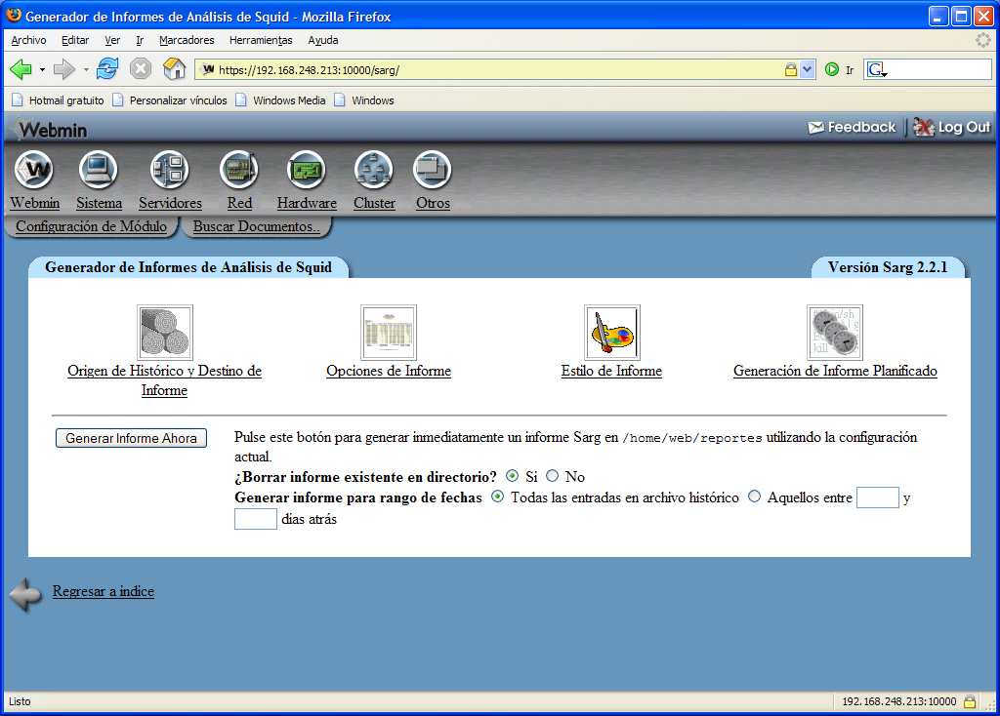 Generador de Informes de Análisis de Squid - Mozilla Firefox
Archivo Editar Ver Ir Marcadores Herramientas Ayuda
https://192.168.248.213:10000/sarg/ Ir
Hotmail gratuito Personalizar vínculos Windows Media Windows
Webmin Feedback Log Out
Webmin Sistema Servidores Red Hardware Cluster Otros
Configuración de Módulo Buscar Documentos..
Generador de Informes de Análisis de Squid Versión Sarg 2.2.1
Origen de Histórico y Destino de Informe
Opciones de Informe
Estilo de Informe
Generación de Informe Planificado
Generar Informe Ahora
Pulse este botón para generar inmediatamente un informe Sarg en /home/web/reportes utilizando la configuración
actual.
¿Borrar informe existente en directorio? Si No
Generar informe para rango de fechas Todas las entradas en archivo histórico Aquellos entre y
días atrás
Regresar a índice
Listo 192.168.248.213:10000